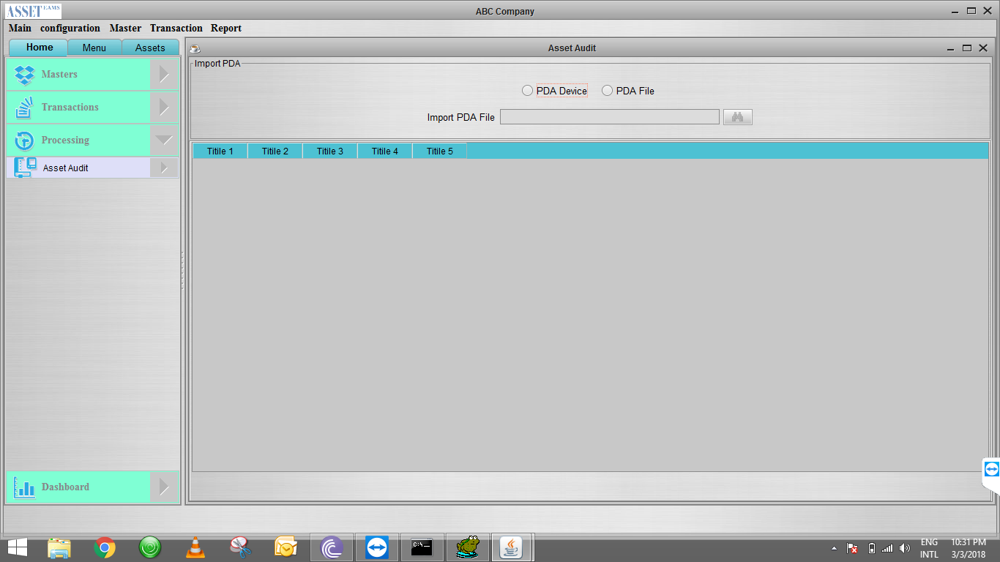 ASSETTEAMS
ABC Company
Main configuration Master Transaction Report
Home Menu Assets
Asset Audit
Masters
Transactions
Processing
Asset Audit
Dashboard
Import PDA
PDA Device PDA File
Import PDA File
Titile 1 Titile 2 Titile 3 Titile 4 Titile 5
C:\_
ENG 10:31 PM
INTL 3/3/2018